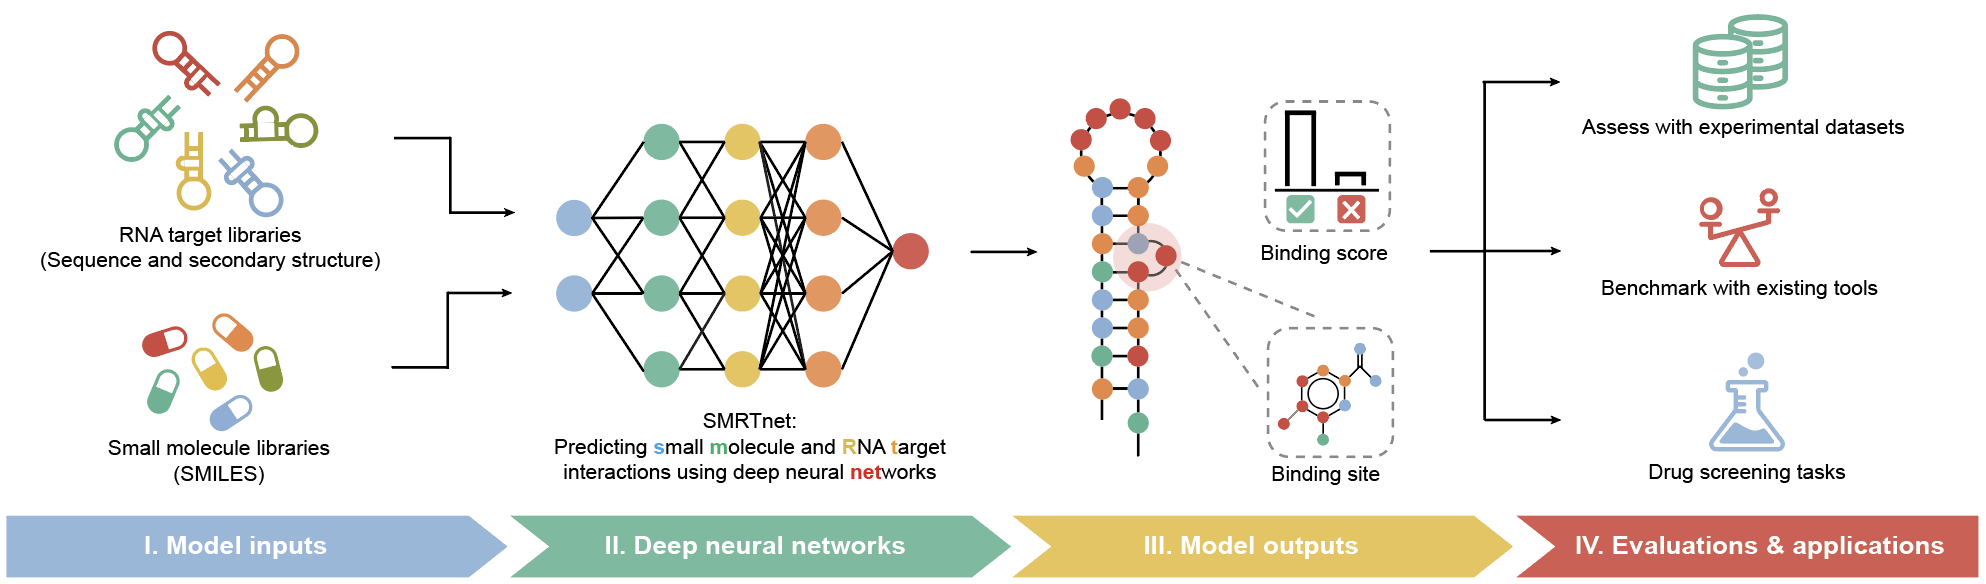 RNA target libraries
(Sequence and secondary structure)
Small molecule libraries
(SMILES)
SMRTnet:
Predicting small molecule and RNA target
interactions using deep neural networks
Binding score
Binding site
Assess with experimental datasets
Benchmark with existing tools
Drug screening tasks
I. Model inputs
II. Deep neural networks
III. Model outputs
IV. Evaluations & applications